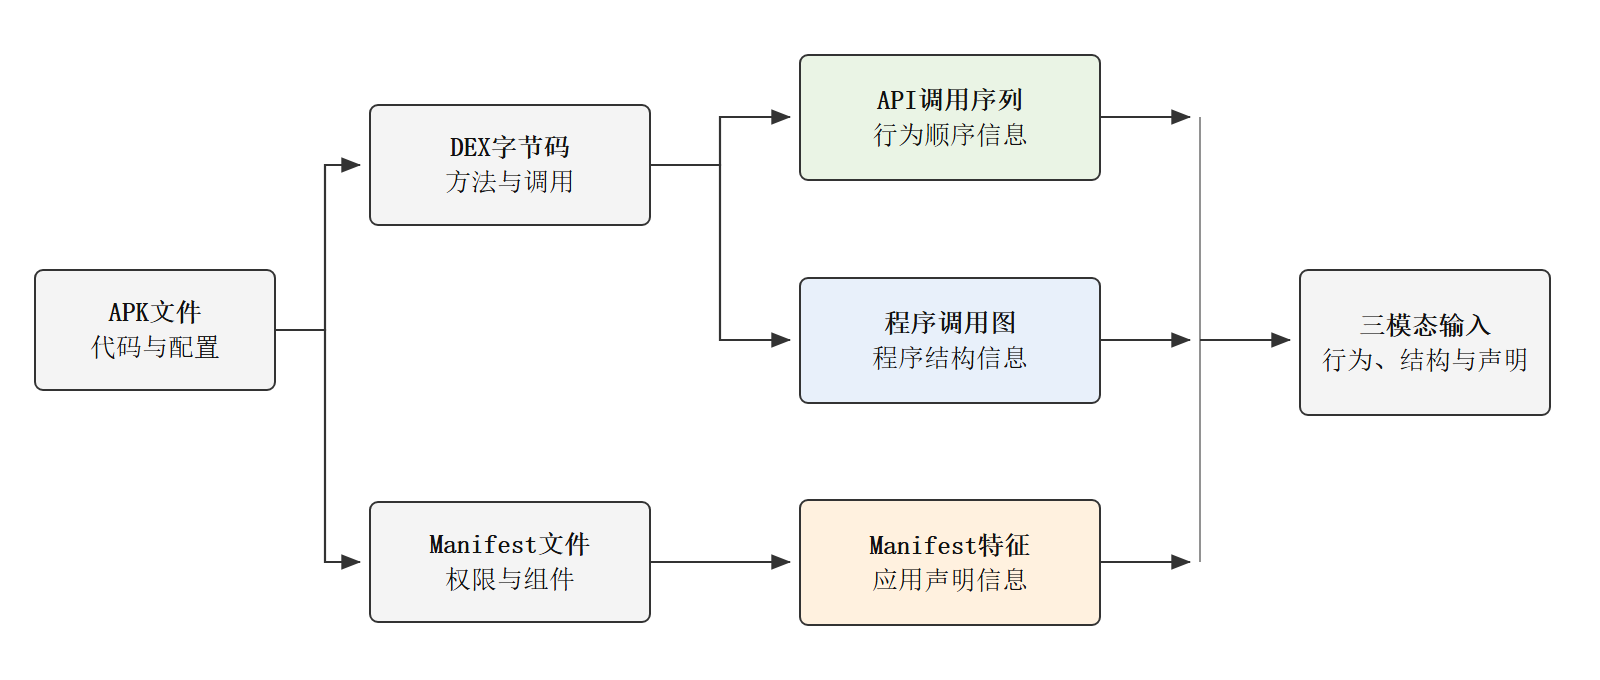 APK文件
代码与配置
DEX字节码
方法与调用
Manifest文件
权限与组件
API调用序列
行为顺序信息
程序调用图
程序结构信息
Manifest特征
应用声明信息
三模态输入
行为、结构与声明